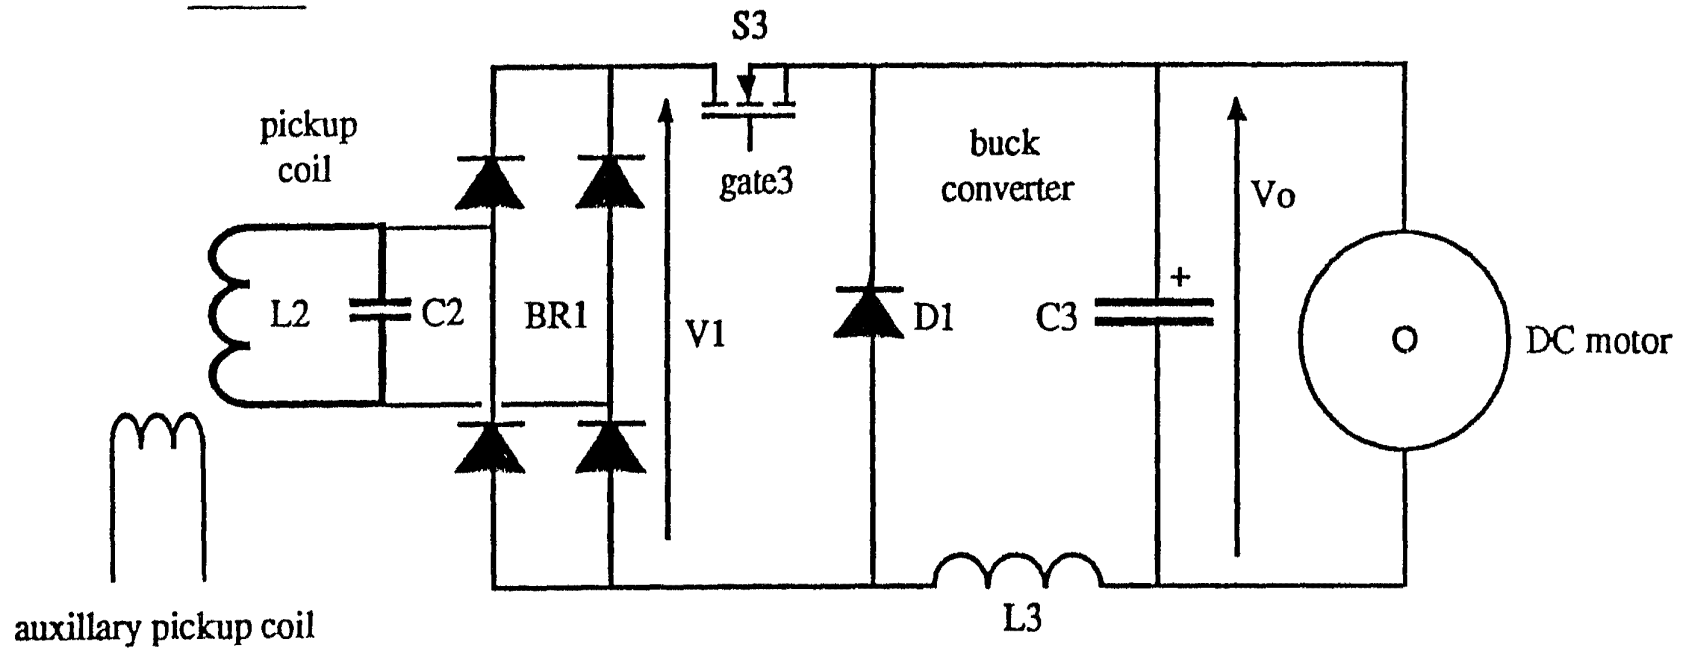 S3
pickup
coil
gate3
buck
converter
Vo
L2
C2
BR1
V1
D1
C3
+
DC motor
L3
auxillary pickup coil